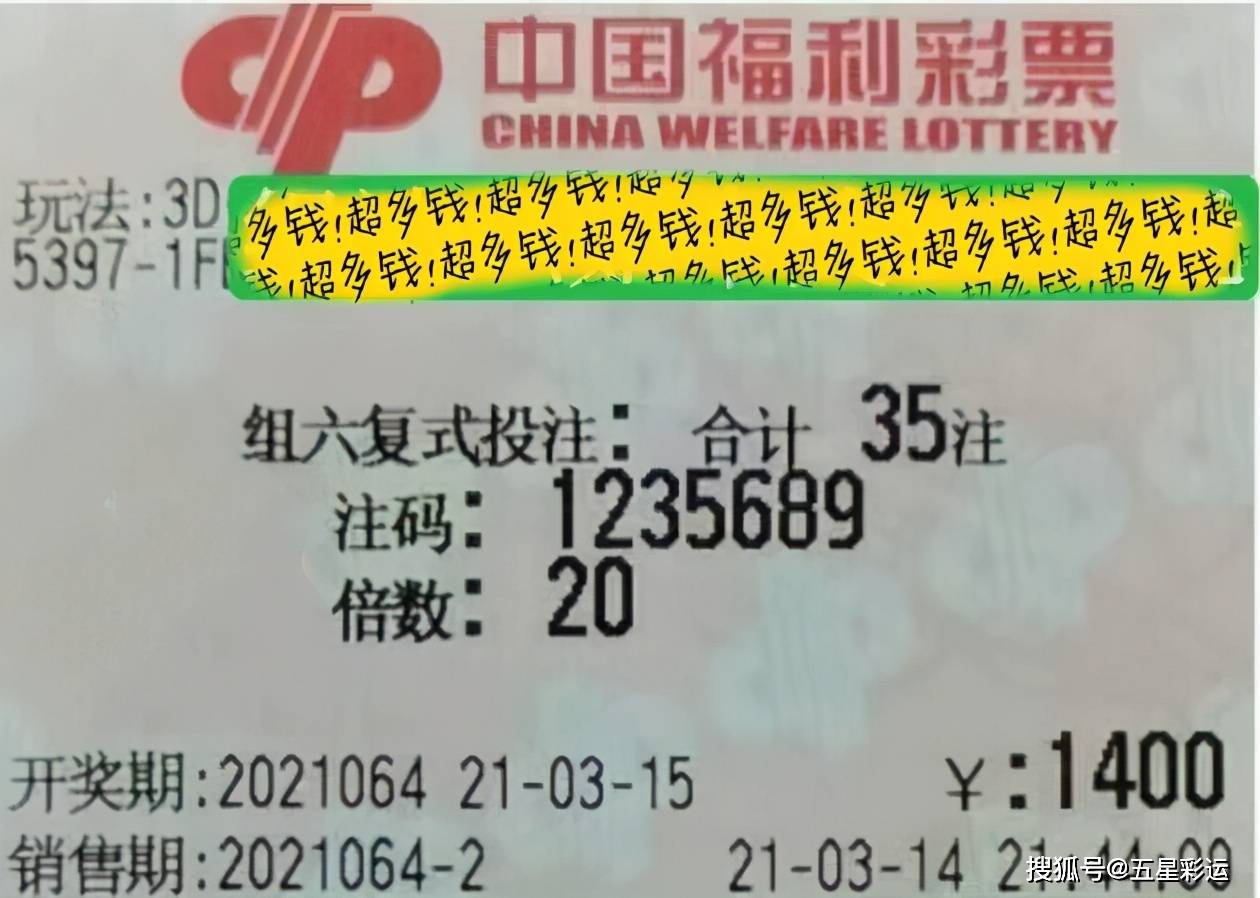 中国福利彩票
CHINA WELFARE LOTTERY
玩法:3D
多钱!超多钱!超多钱!超
多钱!超多钱!超多钱!超多钱!超多钱!超
钱!超多钱!超多钱!超多钱!超多钱!超多钱!
5397-1F
组六复式投注: 合计 35注
注码: 1235689
倍数: 20
开奖期:2021064 21-03-15 ¥:1400
销售期:2021064-2 21-03-14 21:44:
搜狐号@五星彩运